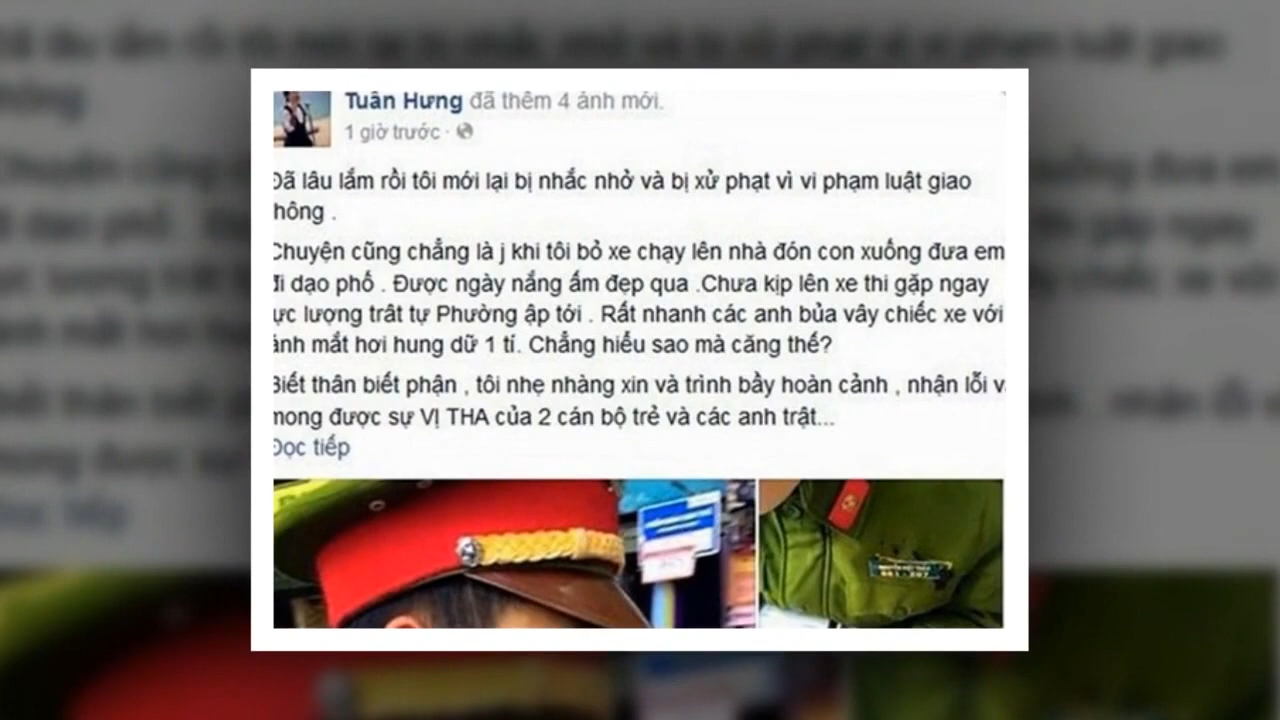 Tuân Hưng đã thêm 4 ảnh mới.
1 giờ trước ·
Đã lâu lắm rồi tôi mới lại bị nhắc nhở và bị xử phạt vì vi phạm luật giao
hông .
Chuyện cũng chẳng là j khi tôi bỏ xe chạy lên nhà đón con xuống đưa em
đi dạo phố . Được ngày nắng ấm đẹp qua .Chưa kịp lên xe thi gặp ngay
ực lượng trât tự Phường ập tới . Rất nhanh các anh bủa vây chiếc xe với
ánh mắt hơi hung dữ 1 tí. Chẳng hiểu sao mà căng thế?
Biết thân biết phận , tôi nhẹ nhàng xin và trình bầy hoàn cảnh , nhận lỗi v
mong được sự VỊ THA của 2 cán bộ trẻ và các anh trật...
Đọc tiếp